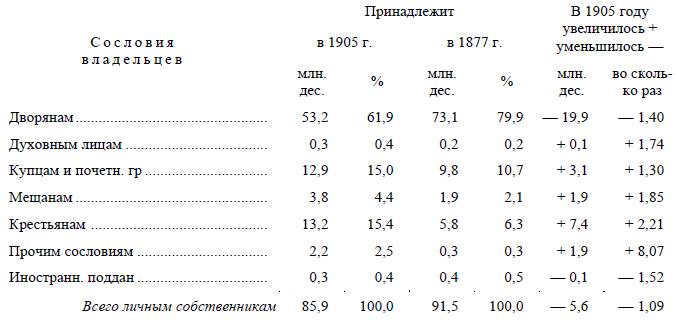 Принадлежит В 1905 году
увеличилось +
Сословия в 1905 г. в 1877 г. уменьшилось —
владельцев
млн. % млн. % млн. во сколь-
дес. дес. дес. ко раз
Дворянам 53,2 61,9 73,1 79,9 — 19,9 — 1,40
Духовным лицам 0,3 0,4 0,2 0,2 + 0,1 + 1,74
Купцам и почетн. гр 12,9 15,0 9,8 10,7 + 3,1 + 1,30
Мещанам 3,8 4,4 1,9 2,1 + 1,9 + 1,85
Крестьянам 13,2 15,4 5,8 6,3 + 7,4 + 2,21
Прочим сословиям 2,2 2,5 0,3 0,3 + 1,9 + 8,07
Иностранн. поддан 0,3 0,4 0,4 0,5 — 0,1 — 1,52
Всего личным собственникам 85,9 100,0 91,5 100,0 — 5,6 — 1,09